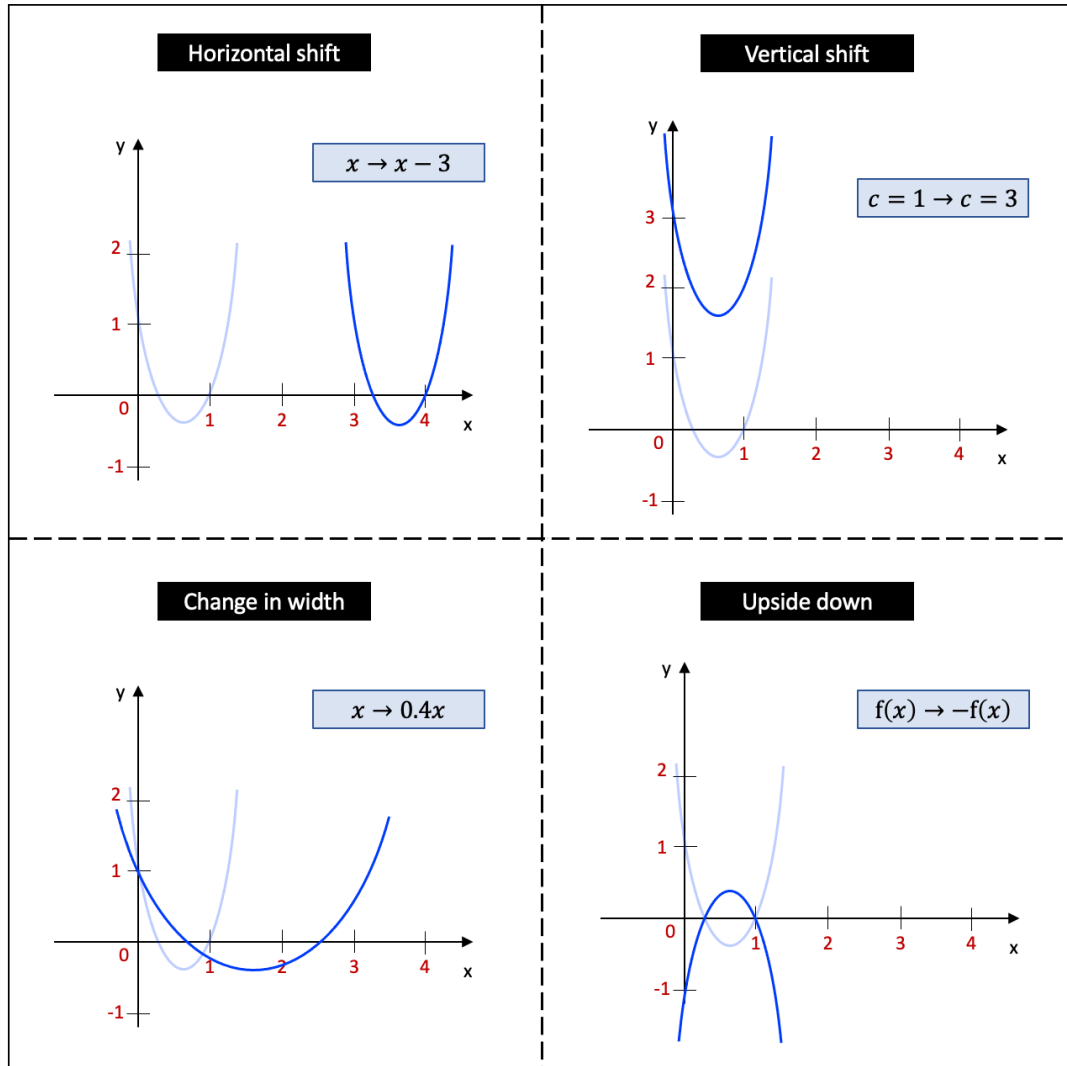 Horizontal shift
y
x → x − 3
2
1
0
1
2
3
4
x
-1
Vertical shift
y
c = 1 → c = 3
3
2
1
0
1
2
3
4
x
-1
Change in width
y
x → 0.4x
2
1
0
1
2
3
4
x
-1
Upside down
y
f(x) → −f(x)
2
1
0
1
2
3
4
x
-1